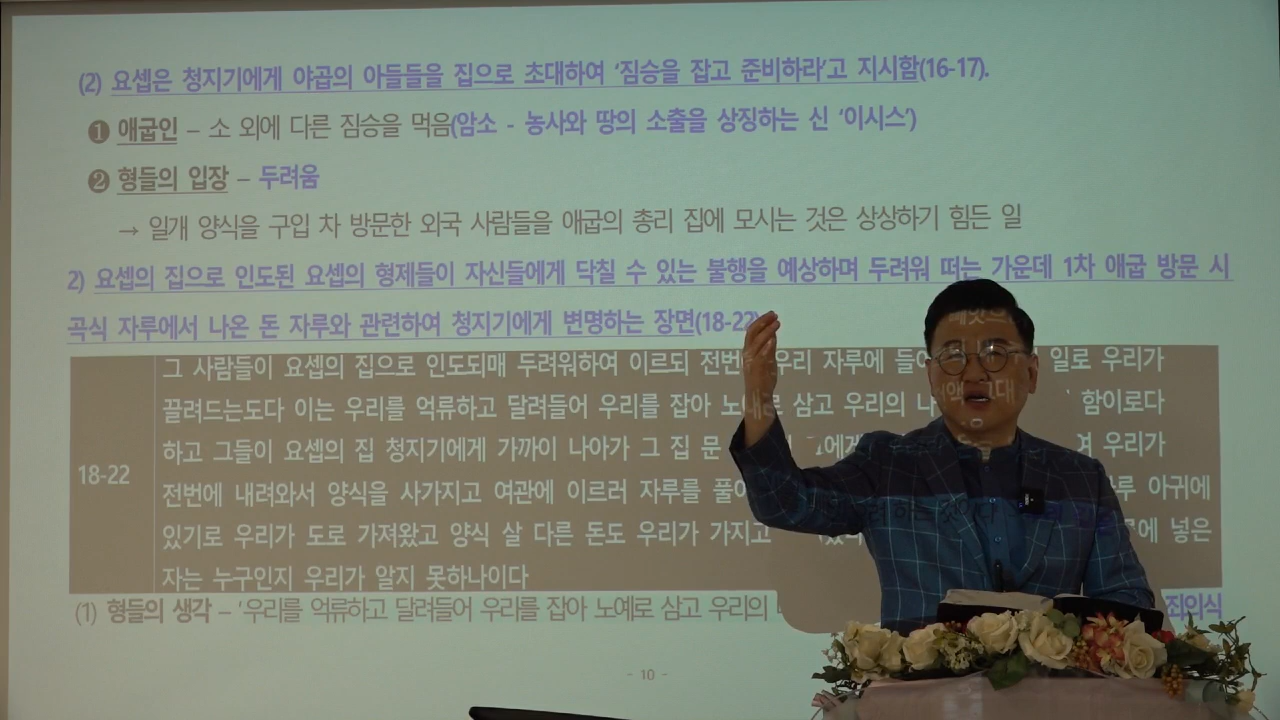 (2) 요셉은 청지기에게 야곱의 아들들을 집으로 초대하여 '짐승을 잡고 준비하라'고 지시함(16-17).
❶ 애굽인 – 소 외에 다른 짐승을 먹음(암소 - 농사와 땅의 소출을 상징하는 신 '이시스')
❷ 형들의 입장 – 두려움
→ 일개 양식을 구입 차 방문한 외국 사람들을 애굽의 총리 집에 모시는 것은 상상하기 힘든 일
2) 요셉의 집으로 인도된 요셉의 형제들이 자신들에게 닥칠 수 있는 불행을 예상하며 두려워 떠는 가운데 1차 애굽 방문 시
곡식 자루에서 나온 돈 자루와 관련하여 청지기에게 변명하는 장면(18-22)
그 사람들이 요셉의 집으로 인도되매 두려워하여 이르되 전번 우리 자루에 일로 우리가
끌려드는도다 이는 우리를 억류하고 달려들어 우리를 잡아 삼고 우리의 함이로다
하고 그들이 요셉의 집 청지기에게 가까이 나아가 그 집 문 우리가
18-22
전번에 내려와서 양식을 사가지고 여관에 이르러 자루를 아귀에
있기로 우리가 도로 가져왔고 양식 살 다른 돈도 우리가 가지고 넣은
자는 누구인지 우리가 알지 못하나이다
(1) 형들의 생각 – '우리를 억류하고 달려들어 우리를 잡아 노예로 삼고 우리의 죄의식
- 10 -